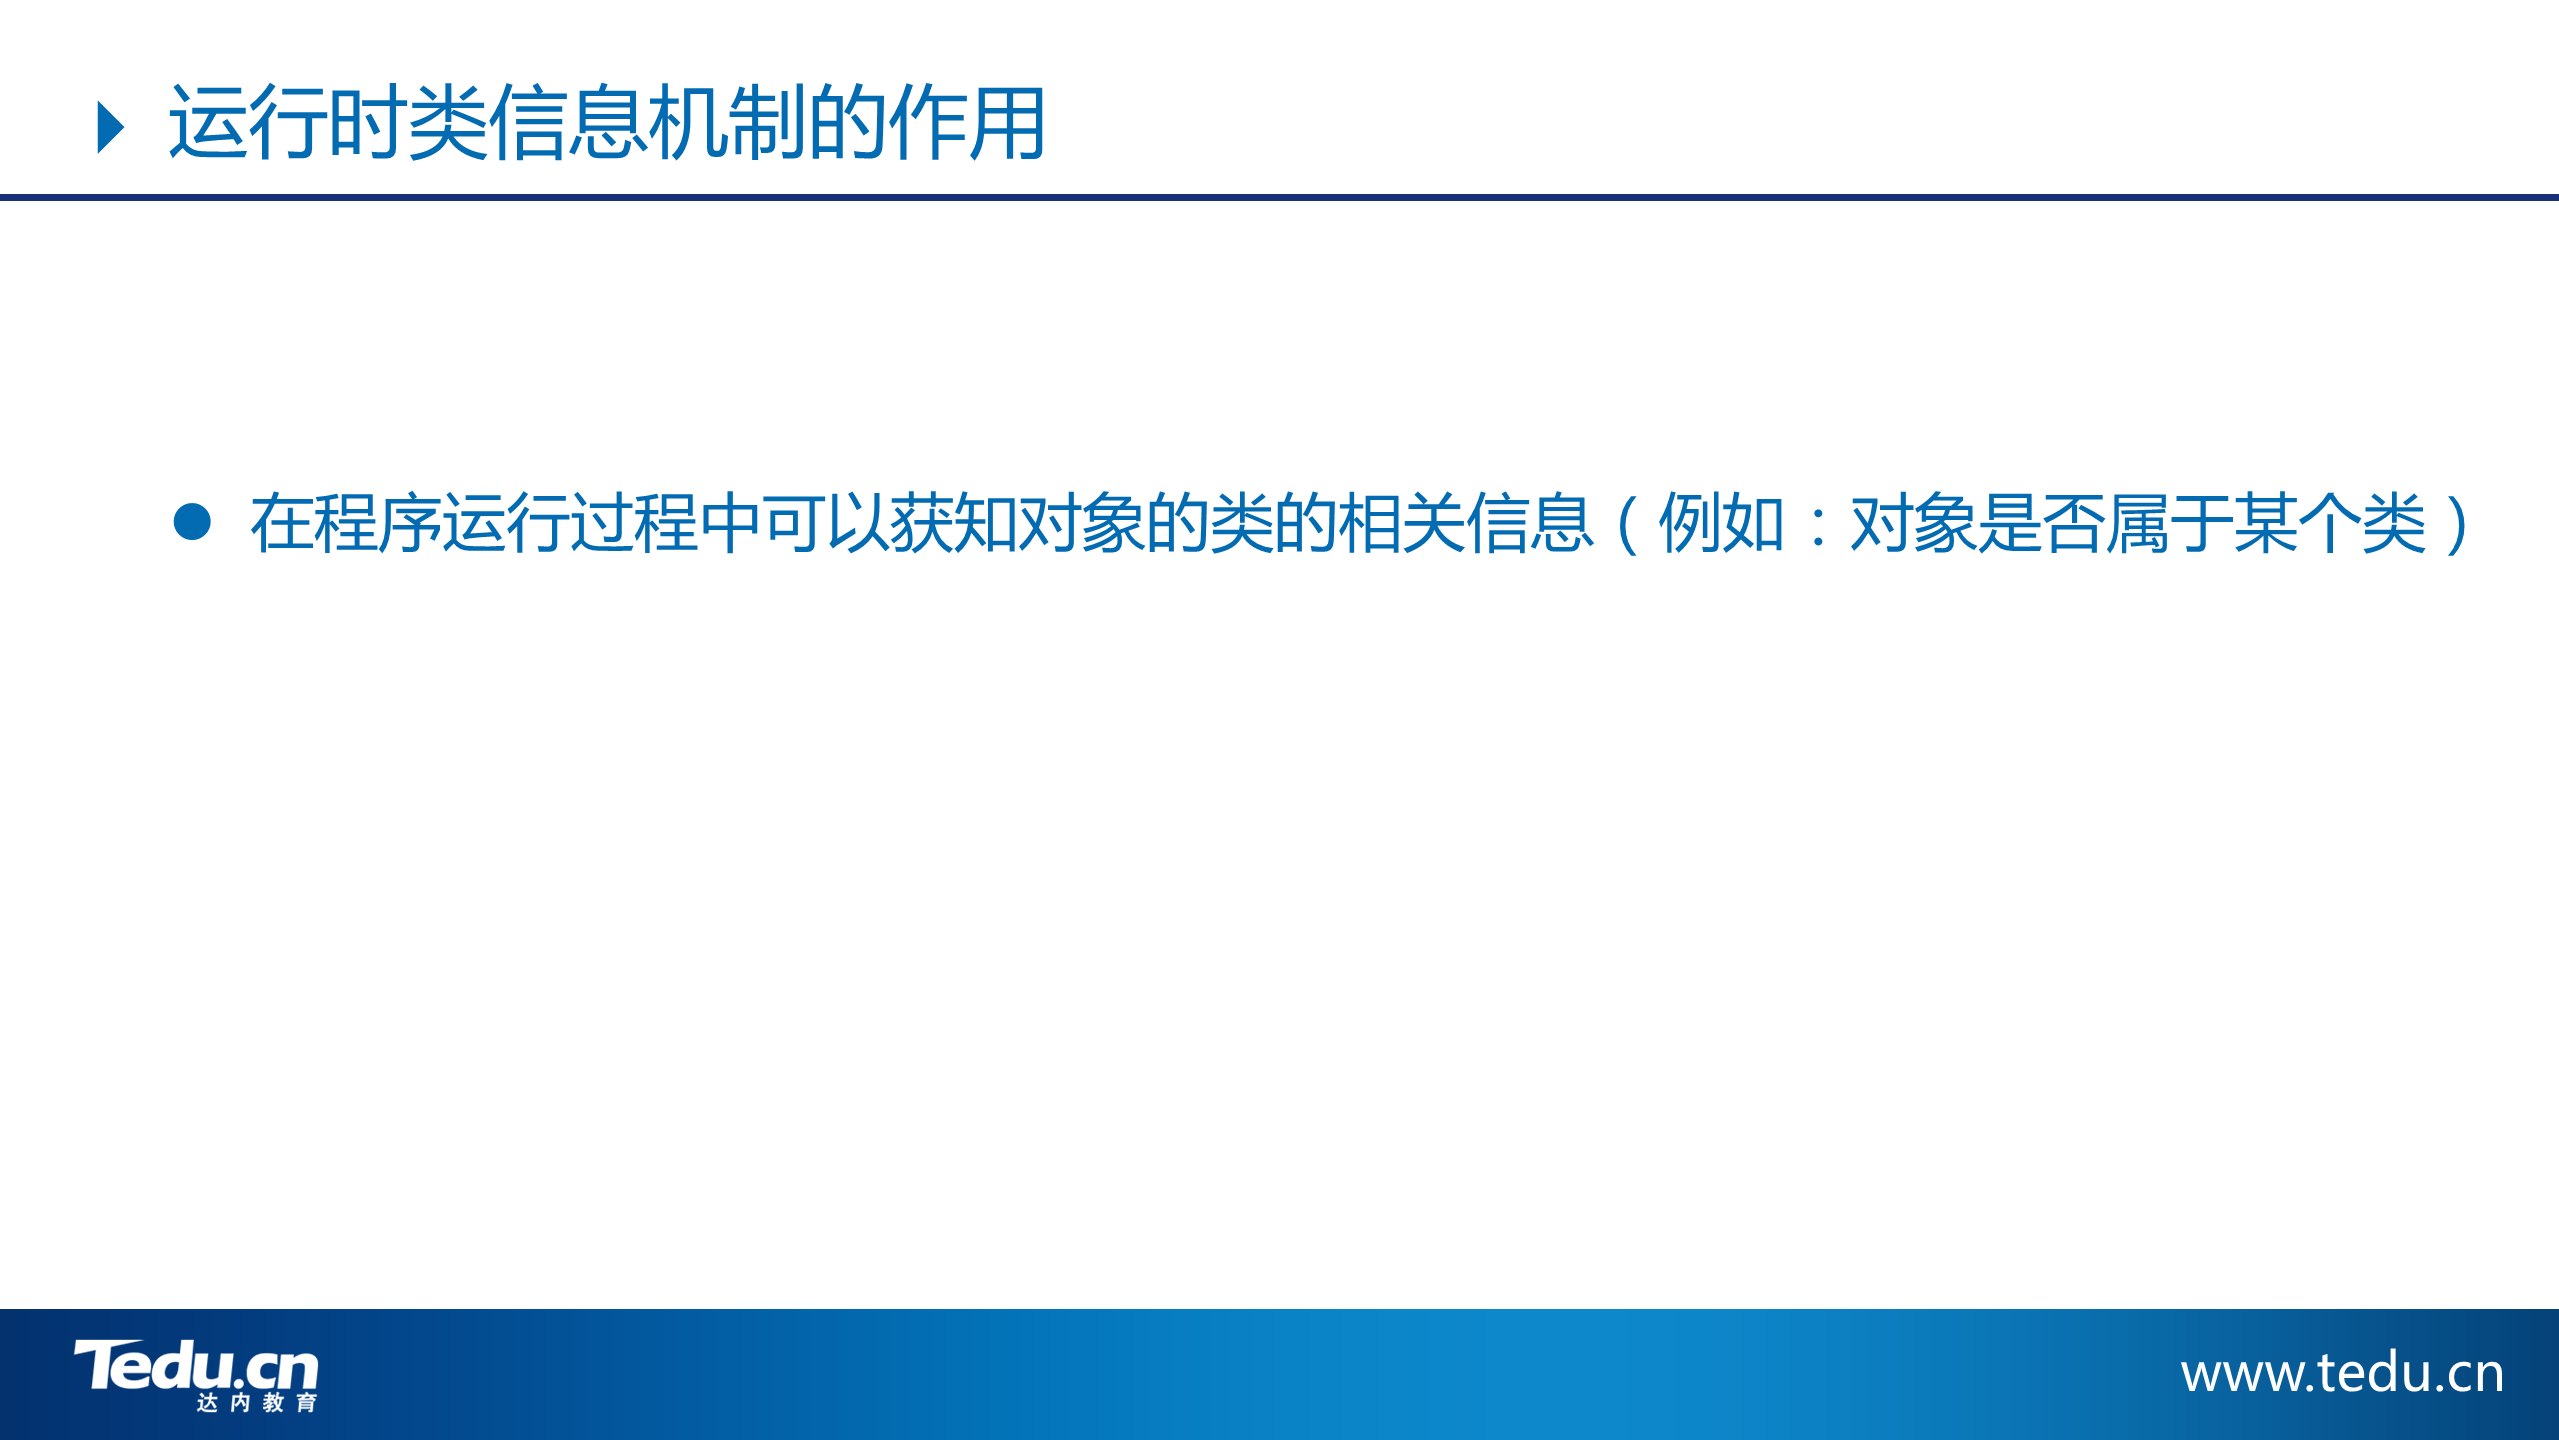 运行时类信息机制的作用
在程序运行过程中可以获知对象的类的相关信息（例如：对象是否属于某个类）
Tedu.cn
达内教育
www.tedu.cn